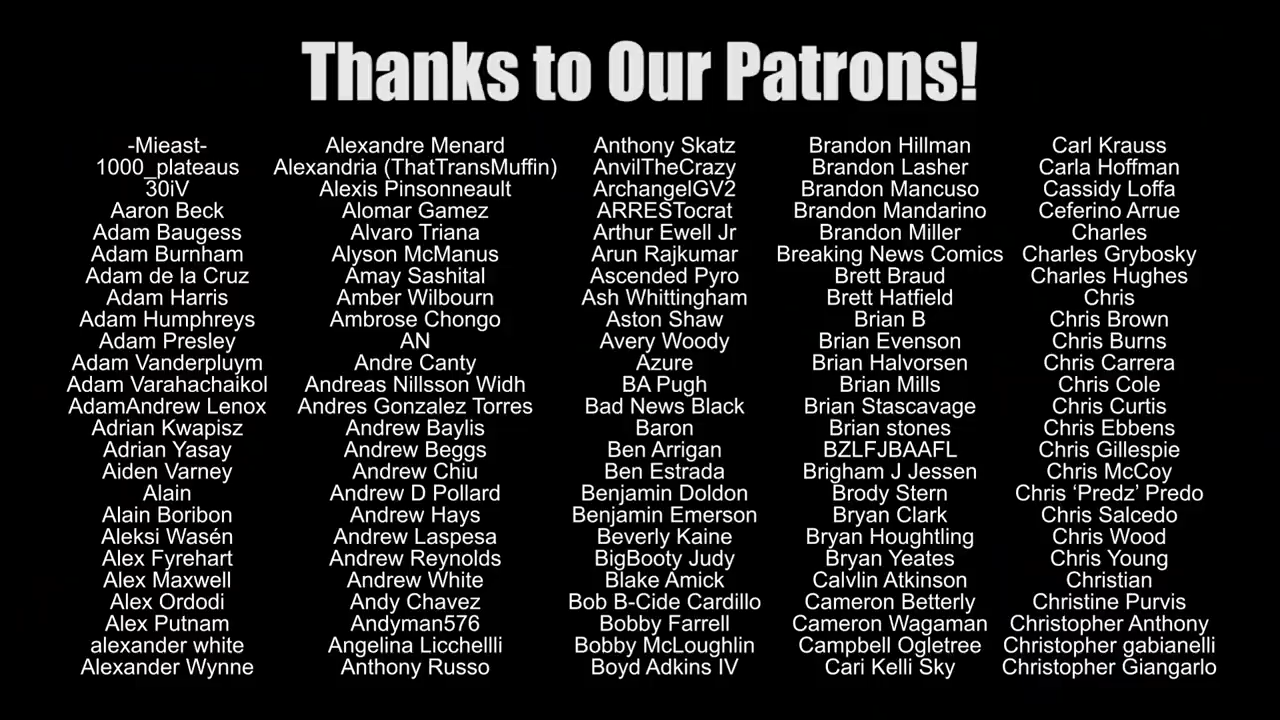 Thanks to Our Patrons!
-Mieast-
1000_plateaus
30iV
Aaron Beck
Adam Baugess
Adam Burnham
Adam de la Cruz
Adam Harris
Adam Humphreys
Adam Presley
Adam Vanderpluym
Adam Varahachaikol
AdamAndrew Lenox
Adrian Kwapisz
Adrian Yasay
Aiden Varney
Alain
Alain Boribon
Aleksi Wasén
Alex Fyrehart
Alex Maxwell
Alex Ordodi
Alex Putnam
alexander white
Alexander Wynne
Alexandre Menard
Alexandria (ThatTransMuffin)
Alexis Pinsonneault
Alomar Gamez
Alvaro Triana
Alyson McManus
Amay Sashital
Amber Wilbourn
Ambrose Chongo
AN
Andre Canty
Andreas Nillsson Widh
Andres Gonzalez Torres
Andrew Baylis
Andrew Beggs
Andrew Chiu
Andrew D Pollard
Andrew Hays
Andrew Laspesa
Andrew Reynolds
Andrew White
Andy Chavez
Andyman576
Angelina Licchellli
Anthony Russo
Anthony Skatz
AnvilTheCrazy
ArchangelGV2
ARRESTocrat
Arthur Ewell Jr
Arun Rajkumar
Ascended Pyro
Ash Whittingham
Aston Shaw
Avery Woody
Azure
BA Pugh
Bad News Black
Baron
Ben Arrigan
Ben Estrada
Benjamin Doldon
Benjamin Emerson
Beverly Kaine
BigBooty Judy
Blake Amick
Bob B-Cide Cardillo
Bobby Farrell
Bobby McLoughlin
Boyd Adkins IV
Brandon Hillman
Brandon Lasher
Brandon Mancuso
Brandon Mandarino
Brandon Miller
Breaking News Comics
Brett Braud
Brett Hatfield
Brian B
Brian Evenson
Brian Halvorsen
Brian Mills
Brian Stascavage
Brian stones
BZLFJBAAFL
Brigham J Jessen
Brody Stern
Bryan Clark
Bryan Houghtling
Bryan Yeates
Calvlin Atkinson
Cameron Betterly
Cameron Wagaman
Campbell Ogletree
Cari Kelli Sky
Carl Krauss
Carla Hoffman
Cassidy Loffa
Ceferino Arrue
Charles
Charles Grybosky
Charles Hughes
Chris
Chris Brown
Chris Burns
Chris Carrera
Chris Cole
Chris Curtis
Chris Ebbens
Chris Gillespie
Chris McCoy
Chris ‘Predz’ Predo
Chris Salcedo
Chris Wood
Chris Young
Christian
Christine Purvis
Christopher Anthony
Christopher gabianelli
Christopher Giangarlo